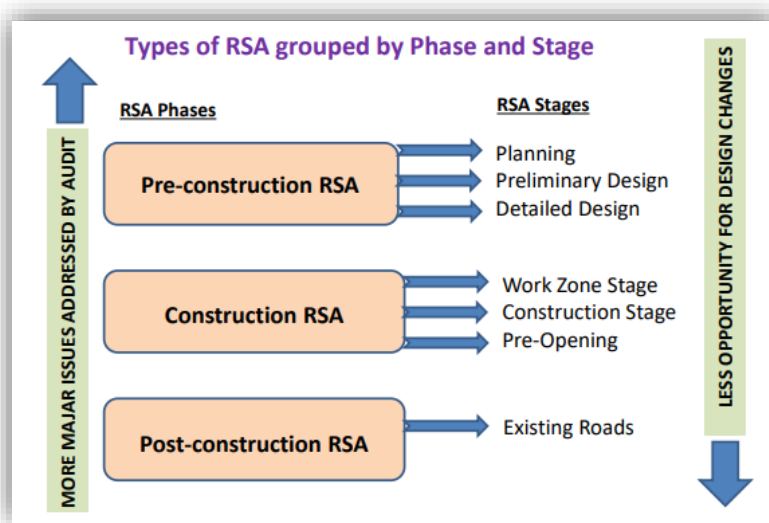 Types of RSA grouped by Phase and Stage
MORE MAJAR ISSUES ADDRESSED BY AUDIT
RSA Phases
RSA Stages
Pre-construction RSA
Planning
Preliminary Design
Detailed Design
Construction RSA
Work Zone Stage
Construction Stage
Pre-Opening
Post-construction RSA
Existing Roads
LESS OPPORTUNITY FOR DESIGN CHANGES